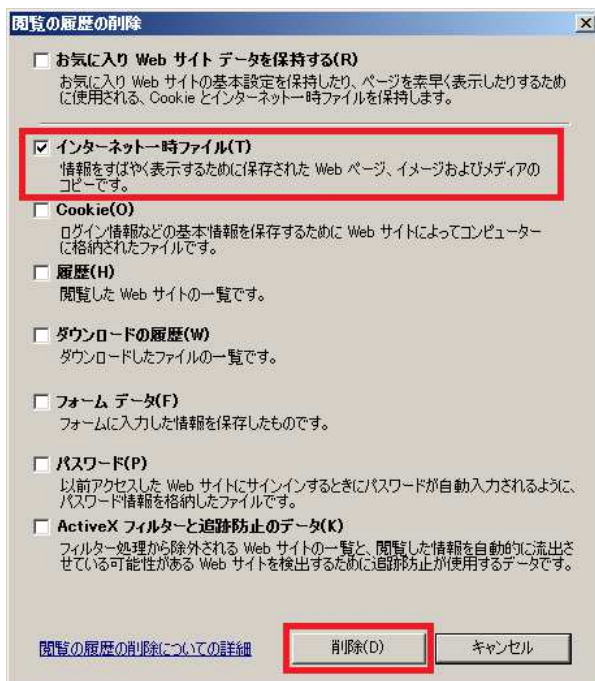 閲覧の履歴の削除
お気に入り Web サイト データを保持する(R)
お気に入り Web サイトの基本設定を保持したり、ページを素早く表示したりするため
に使用される、Cookie とインターネット一時ファイルを保持します。
インターネット一時ファイル(T)
情報をすばやく表示するために保存された Web ページ、イメージおよびメディアの
コピーです。
Cookie(O)
ログイン情報などの基本情報を保存するために Web サイトによってコンピューター
に格納されたファイルです。
履歴(H)
閲覧した Web サイトの一覧です。
ダウンロードの履歴(W)
ダウンロードしたファイルの一覧です。
フォーム データ(F)
フォームに入力した情報を保存したものです。
パスワード(P)
以前アクセスした Web サイトにサインインするときにパスワードが自動入力されるように、
パスワード情報を格納したファイルです。
ActiveX フィルターと追跡防止のデータ(K)
フィルター処理から除外される Web サイトの一覧と、閲覧した情報を自動的に流出さ
せている可能性がある Web サイトを検出するために追跡防止が使用するデータです。
閲覧の履歴の削除についての詳細
削除(D)
キャンセル